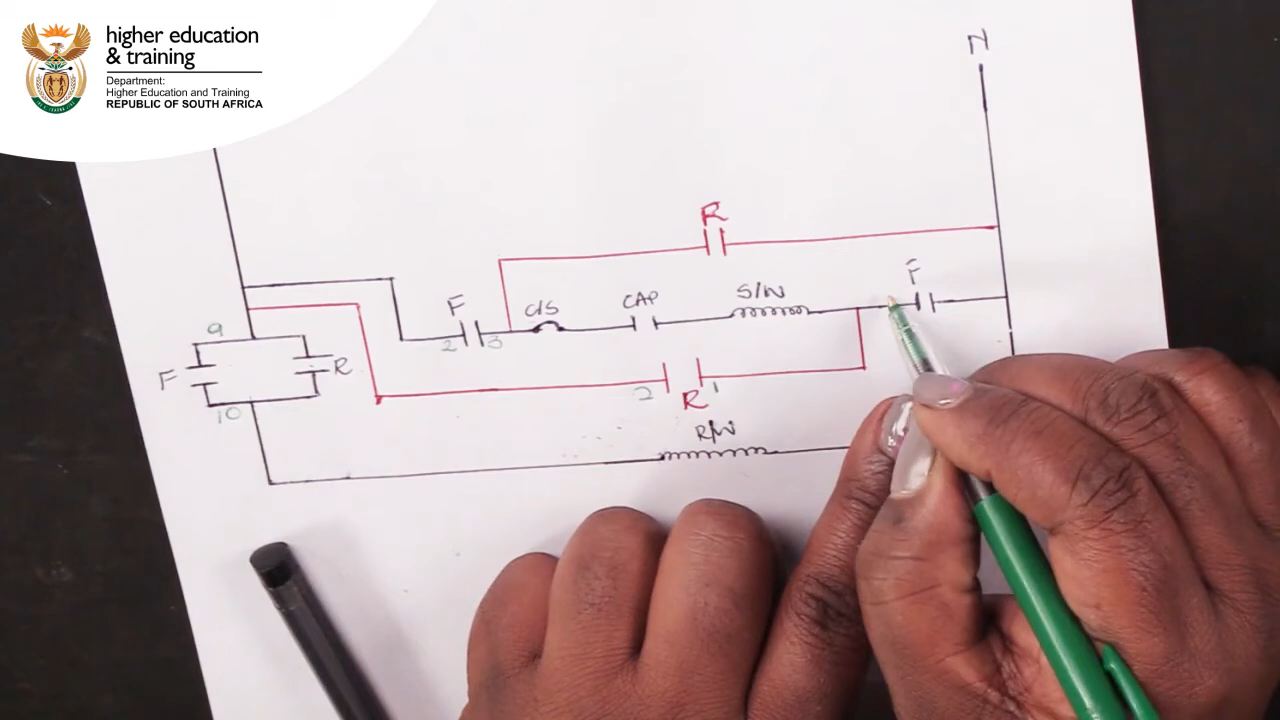 higher education
& training
Department:
Higher Education and Training
REPUBLIC OF SOUTH AFRICA
N
R
F
F
C/S
CAP
S/W
2
3
9
F
R
10
2
R
1
R/W